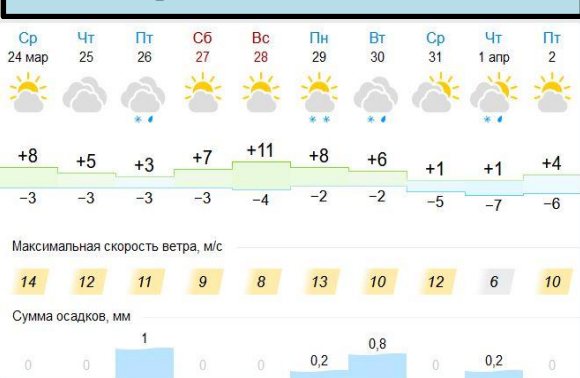 Ср Чт Пт Сб Вс Пн Вт Ср Чт Пт
24 мар 25 26 27 28 29 30 31 1 апр 2
+8 +5 +3 +7 +11 +8 +6 +1 +1 +4
−3 −3 −3 −3 −4 −2 −2 −5 −7 −6
Максимальная скорость ветра, м/с
14 12 11 9 8 13 10 12 6 10
Сумма осадков, мм
0 0 1 0 0 0,2 0,8 0 0,2 0